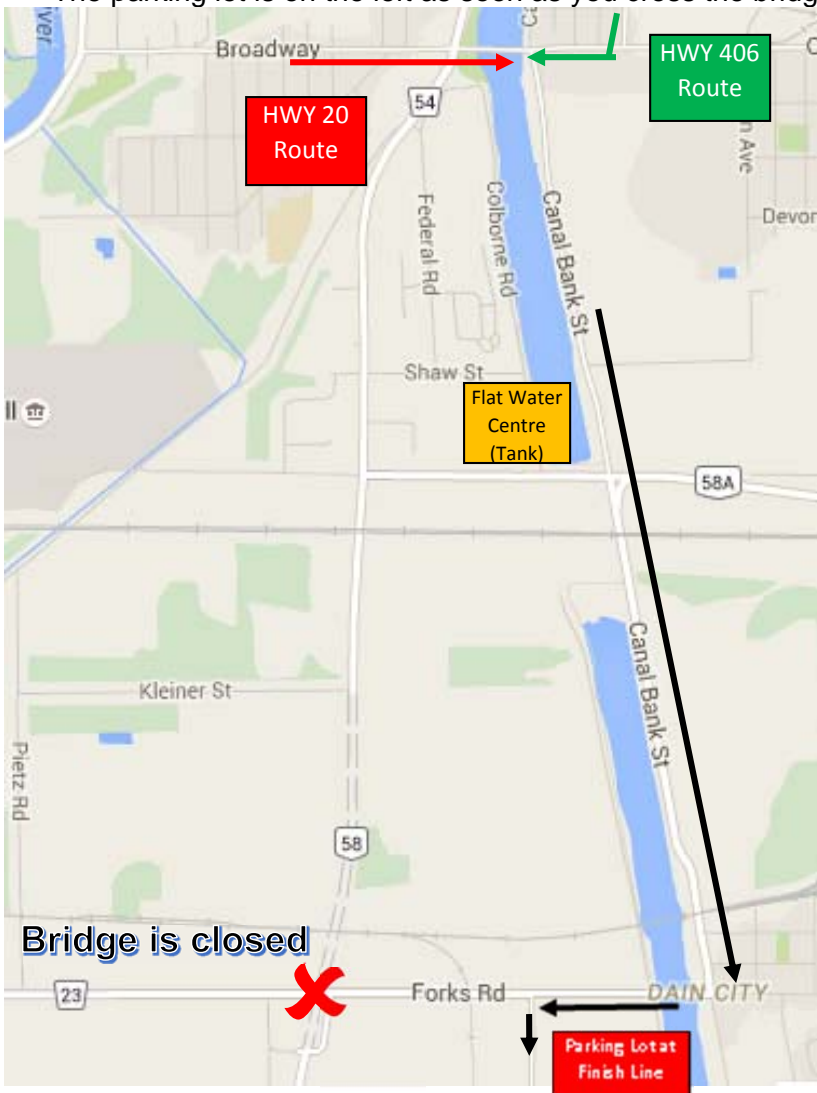 The parking lot is on the left as soon as you cross the bridg
Broadway
HWY 406
Route
HWY 20
Route
54
Federal Rd
Colborne Rd
Canal Bank St
Devon
Shaw St
Flat Water
Centre
(Tank)
58A
Kleiner St
Canal Bank St
Pietz Rd
58
Bridge is closed
23
Forks Rd
DAIN CITY
Parking Lot at
Finish Line